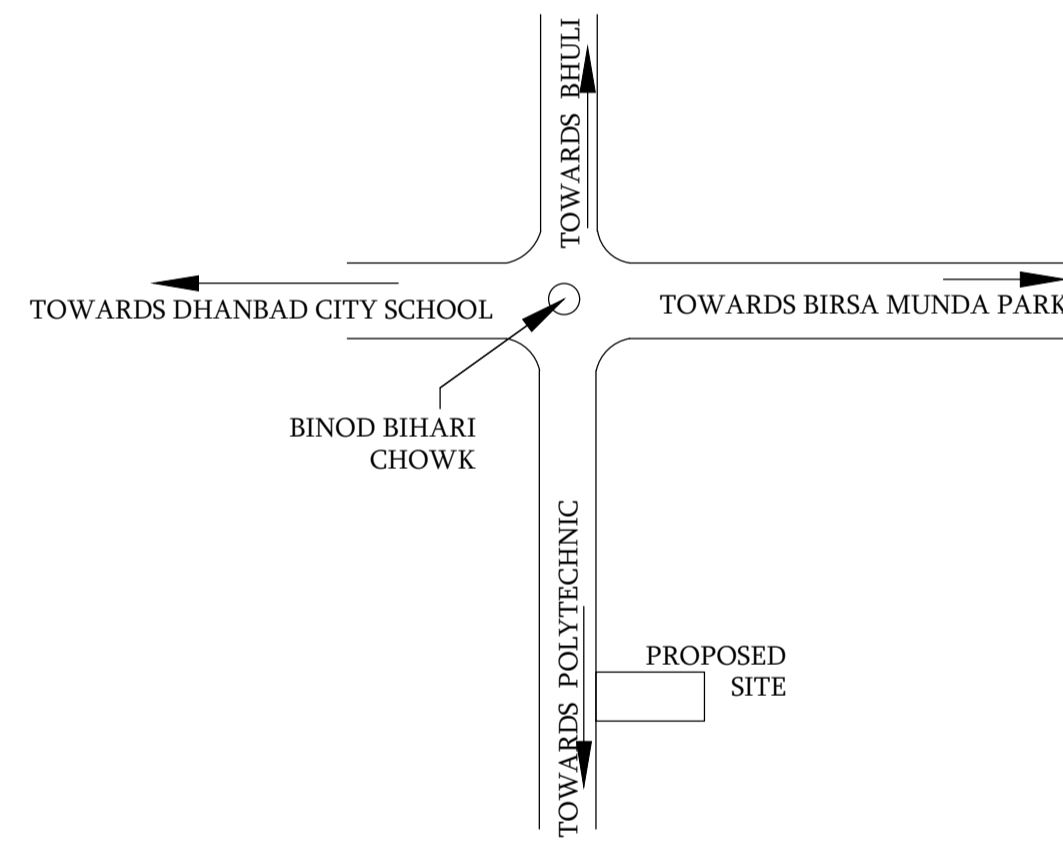 TOWARDS BHULI
TOWARDS DHANBAD CITY SCHOOL
TOWARDS BIRSA MUNDA PARK
BINOD BIHARI
CHOWK
TOWARDS POLYTECHNIC
PROPOSED
SITE